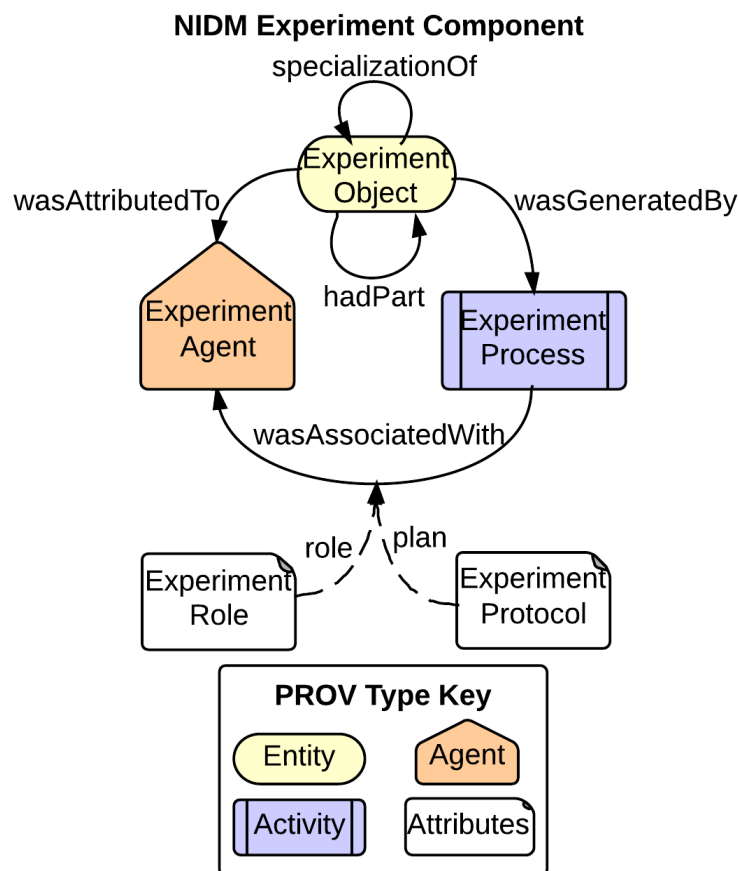 NIDM Experiment Component
specializationOf
Experiment
Object
wasAttributedTo
wasGeneratedBy
hadPart
Experiment
Agent
Experiment
Process
wasAssociatedWith
role
plan
Experiment
Role
Experiment
Protocol
PROV Type Key
Entity
Agent
Activity
Attributes